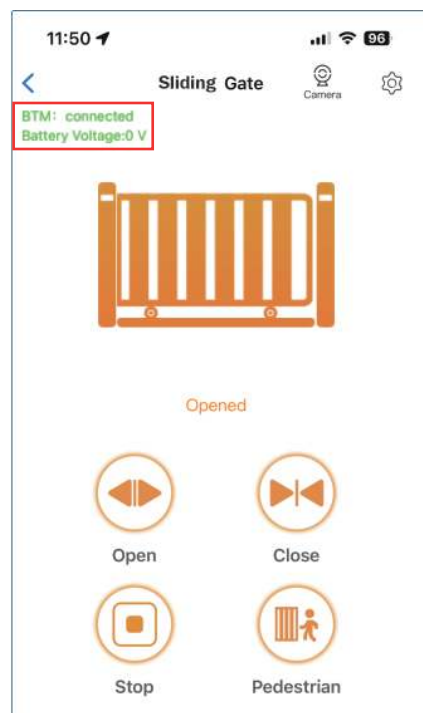 11:50
96
Sliding Gate
Camera
BTM: connected
Battery Voltage:0 V
Opened
Open
Close
Stop
Pedestrian